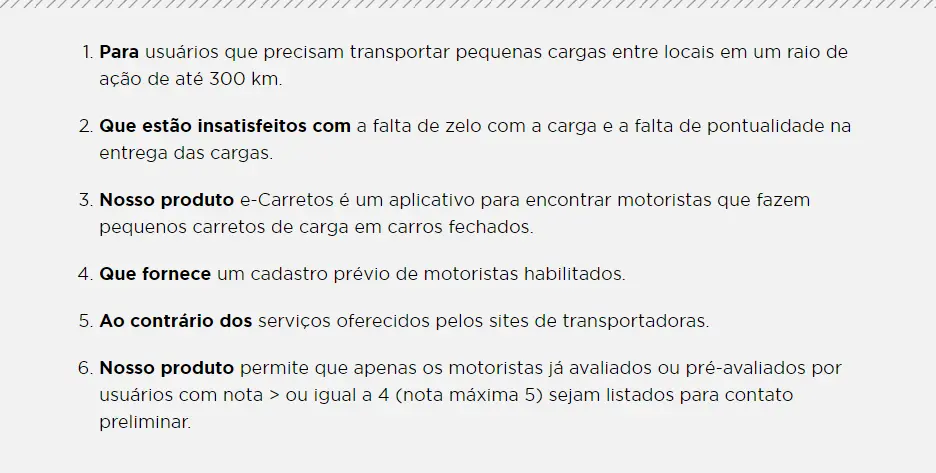 1. Para usuários que precisam transportar pequenas cargas entre locais em um raio de
ação de até 300 km.
2. Que estão insatisfeitos com a falta de zelo com a carga e a falta de pontualidade na
entrega das cargas.
3. Nosso produto e-Carretos é um aplicativo para encontrar motoristas que fazem
pequenos carretos de carga em carros fechados.
4. Que fornece um cadastro prévio de motoristas habilitados.
5. Ao contrário dos serviços oferecidos pelos sites de transportadoras.
6. Nosso produto permite que apenas os motoristas já avaliados ou pré-avaliados por
usuários com nota > ou igual a 4 (nota máxima 5) sejam listados para contato
preliminar.